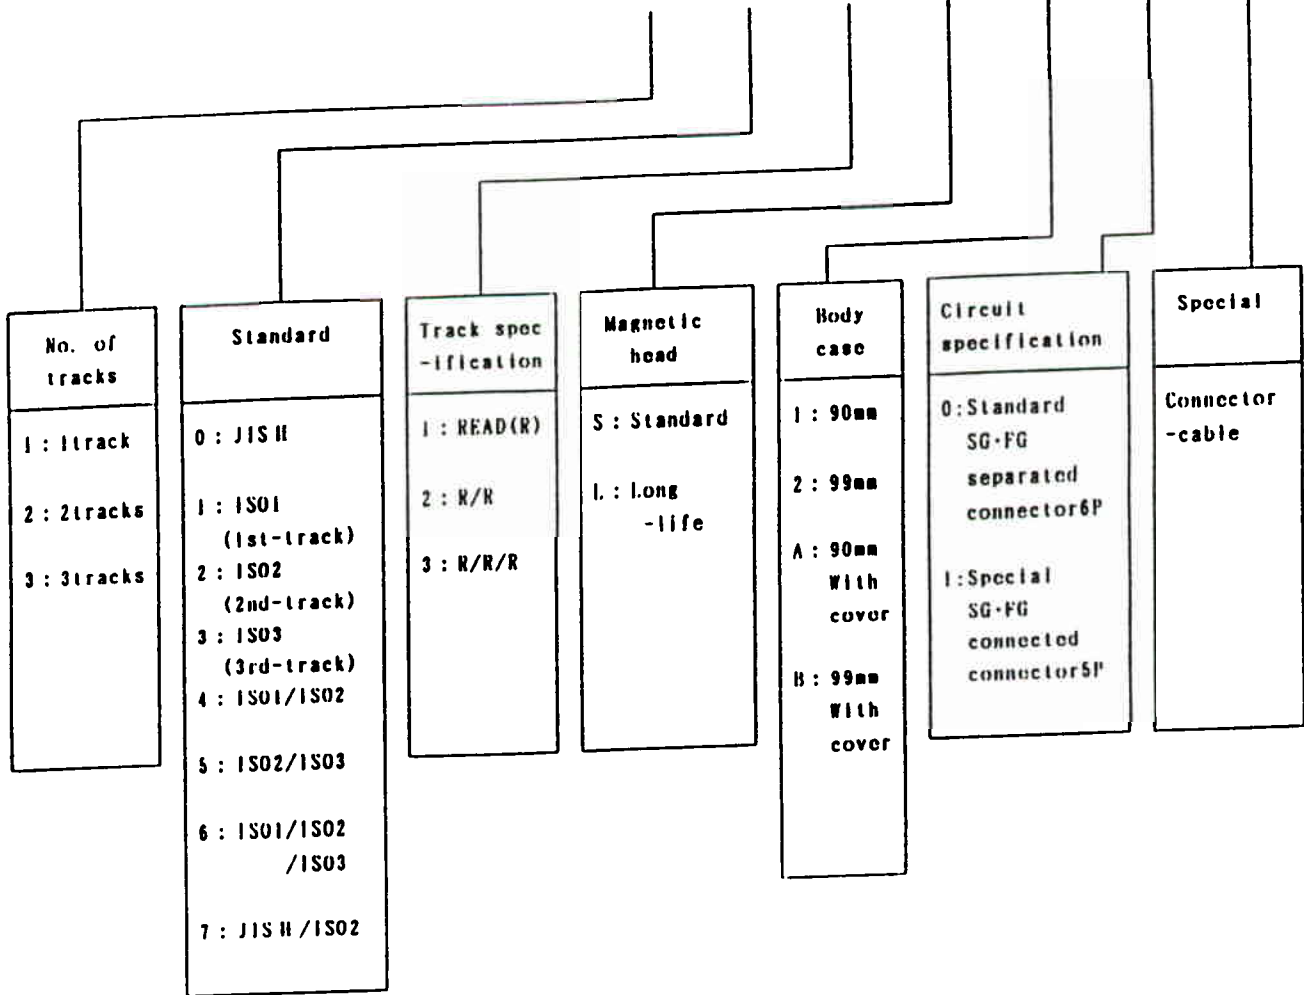 No. of
tracks
1 : 1track
2 : 2tracks
3 : 3tracks
Standard
0 : JIS II
1 : ISO1
(1st-track)
2 : ISO2
(2nd-track)
3 : ISO3
(3rd-track)
4 : ISO1/ISO2
5 : ISO2/ISO3
6 : ISO1/ISO2
/ISO3
7 : JIS II /ISO2
Track spec
-ification
1 : READ(R)
2 : R/R
3 : R/R/R
Magnetic
head
S : Standard
L : Long
-life
Body
case
1 : 90mm
2 : 99mm
A : 90mm
With
cover
B : 99mm
With
cover
Circuit
specification
0:Standard
SG·FG
separated
connector6P
1:Special
SG·FG
connected
connector5P
Special
Connector
-cable